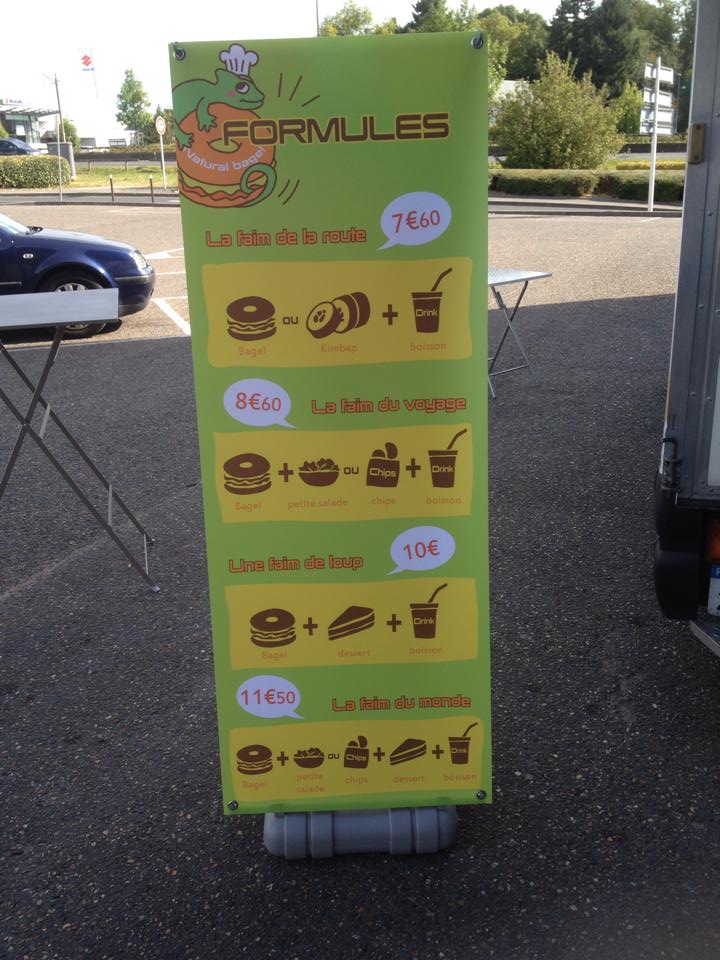 FORMULES
Natural bagel
La faim de la route 7€60
ou + Drink
Bagel Kimbap boisson
8€60 La faim du voyage
+ ou Chips + Drink
Bagel petite salade chips boisson
Une faim de loup 10€
+ + Drink
Bagel dessert boisson
11€50 La faim du monde
+ ou Chips + + Drink
Bagel petite salade chips dessert boisson